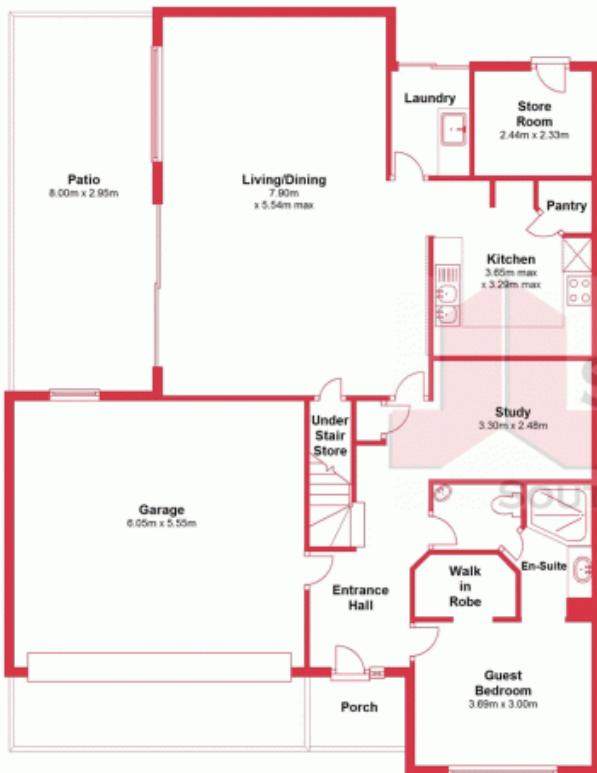 Laundry
Store
Room
2.44m x 2.33m
Patio
8.00m x 2.95m
Living/Dining
7.90m
x 5.54m max
Pantry
Kitchen
3.65m max
x 3.29m max
Under
Stair
Store
Study
3.30m x 2.48m
Garage
6.05m x 5.55m
En-Suite
Walk
in
Robe
Entrance
Hall
Guest
Bedroom
3.69m x 3.00m
Porch